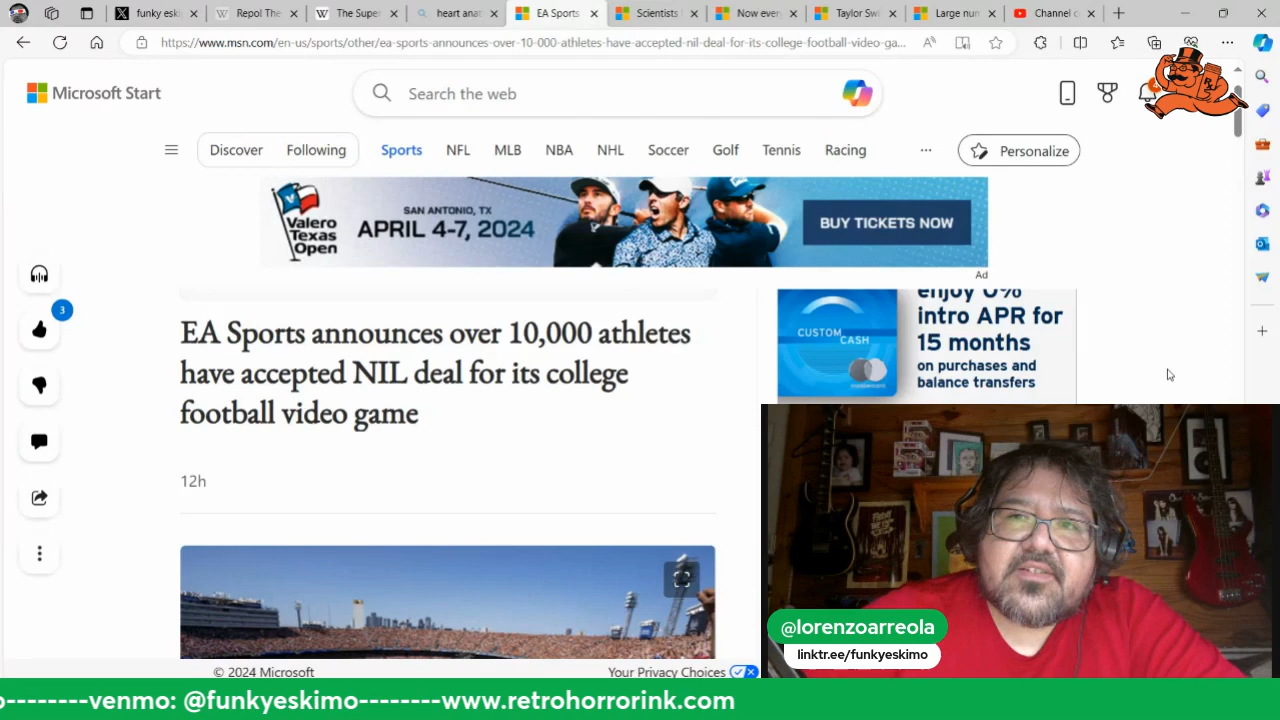 funky esk
Repol The
The Super
heart anat
EA Sports
Scientists
Now every
Taylor Sw
Large nun
Channel c
https://www.msn.com/en-us/sports/other/ea-sports-announces-over-10-000-athletes-have-accepted-nil-deal-for-its-college-football-video-ga...
Microsoft Start
Search the web
Discover
Following
Sports
NFL
MLB
NBA
NHL
Soccer
Golf
Tennis
Racing
Personalize
Valero
Texas
Open
SAN ANTONIO, TX
APRIL 4-7, 2024
BUY TICKETS NOW
Ad
3
EA Sports announces over 10,000 athletes
have accepted NIL deal for its college
football video game
12h
enjoy 0%
intro APR for
15 months
on purchases and
balance transfers
CUSTOM
CASH
@lorenzoarreola
linktr.ee/funkyeskimo
© 2024 Microsoft
Your Privacy Choices
o--------venmo: @funkyeskimo--------www.retrohorrorink.com